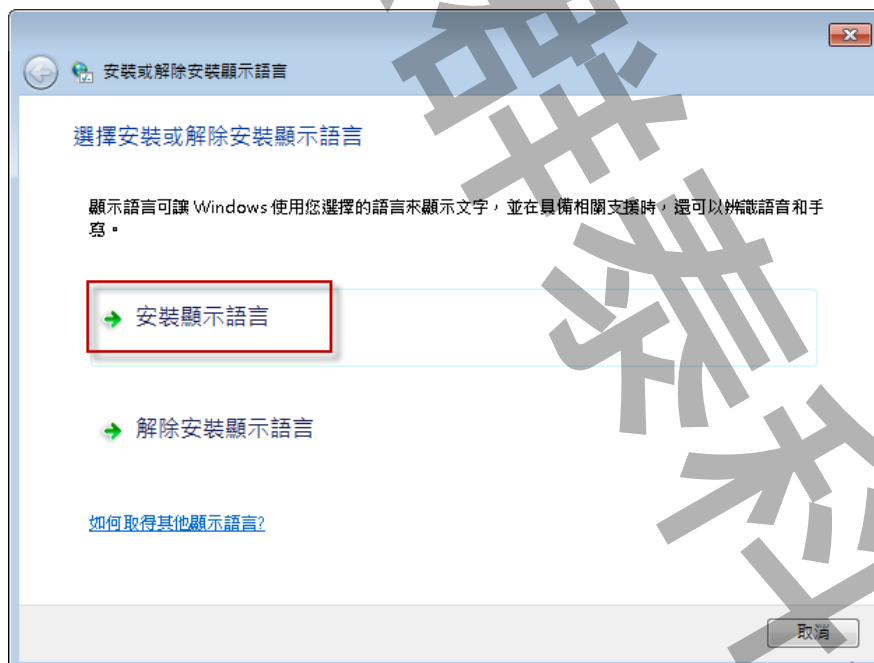 安裝或解除安裝顯示語言
選擇安裝或解除安裝顯示語言
顯示語言可讓 Windows 使用您選擇的語言來顯示文字，並在具備相關支援時，還可以辨識語音和手
寫。
安裝顯示語言
解除安裝顯示語言
如何取得其他顯示語言?
取消
群泰科